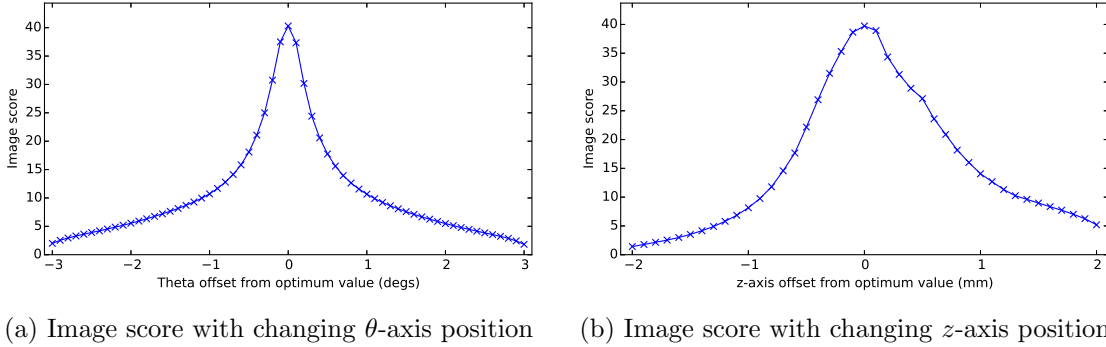 40
35
30
25
20
15
10
5
0
Image score
−3 −2 −1 0 1 2 3
Theta offset from optimum value (degs)
(a) Image score with changing θ-axis position
40
35
30
25
20
15
10
5
0
Image score
−2 −1 0 1 2
z-axis offset from optimum value (mm)
(b) Image score with changing z-axis position